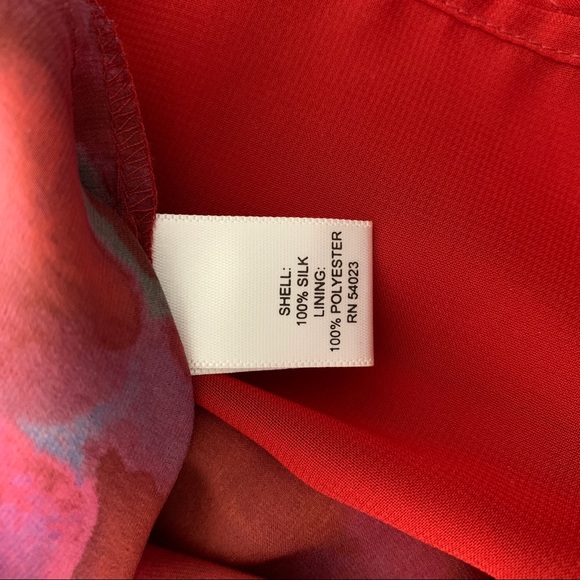 SHELL:
100% SILK
LINING:
100% POLYESTER
RN 54023